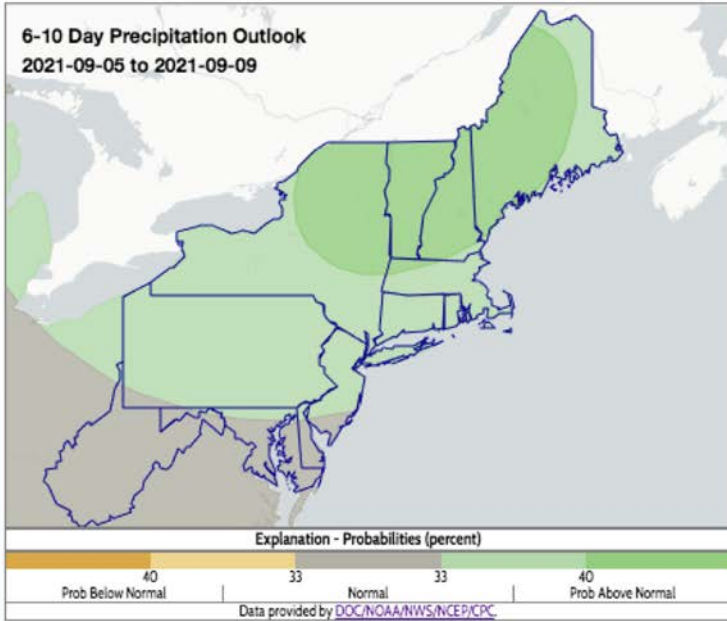 6-10 Day Precipitation Outlook
2021-09-05 to 2021-09-09
Explanation - Probabilities (percent)
40 33 33 40
Prob Below Normal | Normal | Prob Above Normal
Data provided by DOC/NOAA/NWS/NCEP/CPC.